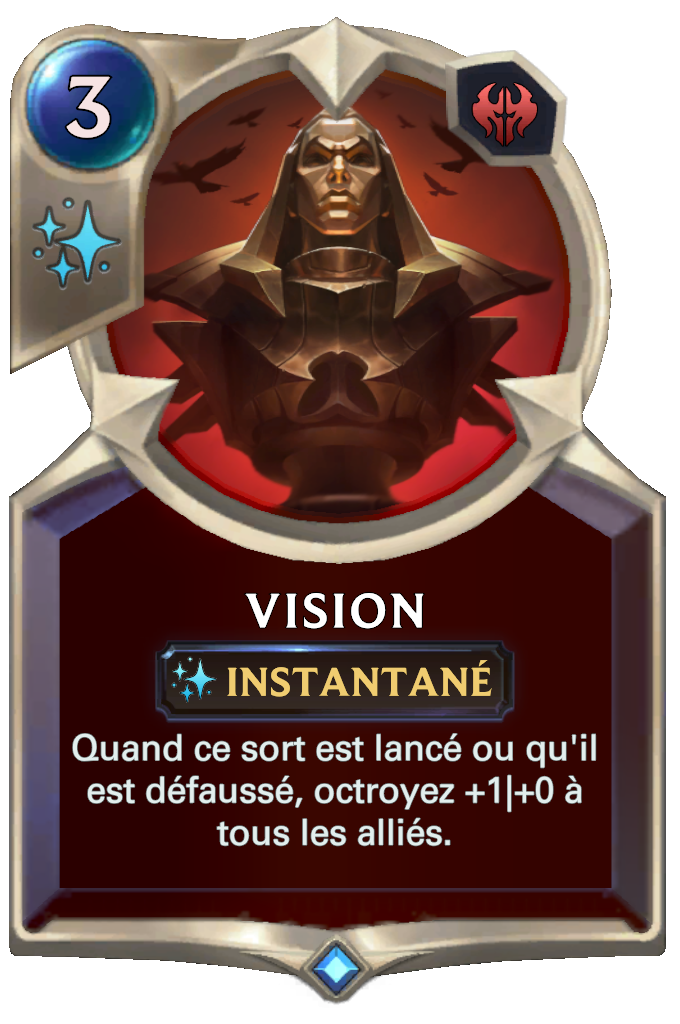 3
VISION
INSTANTANÉ
Quand ce sort est lancé ou qu'il
est défaussé, octroyez +1|+0 à
tous les alliés.